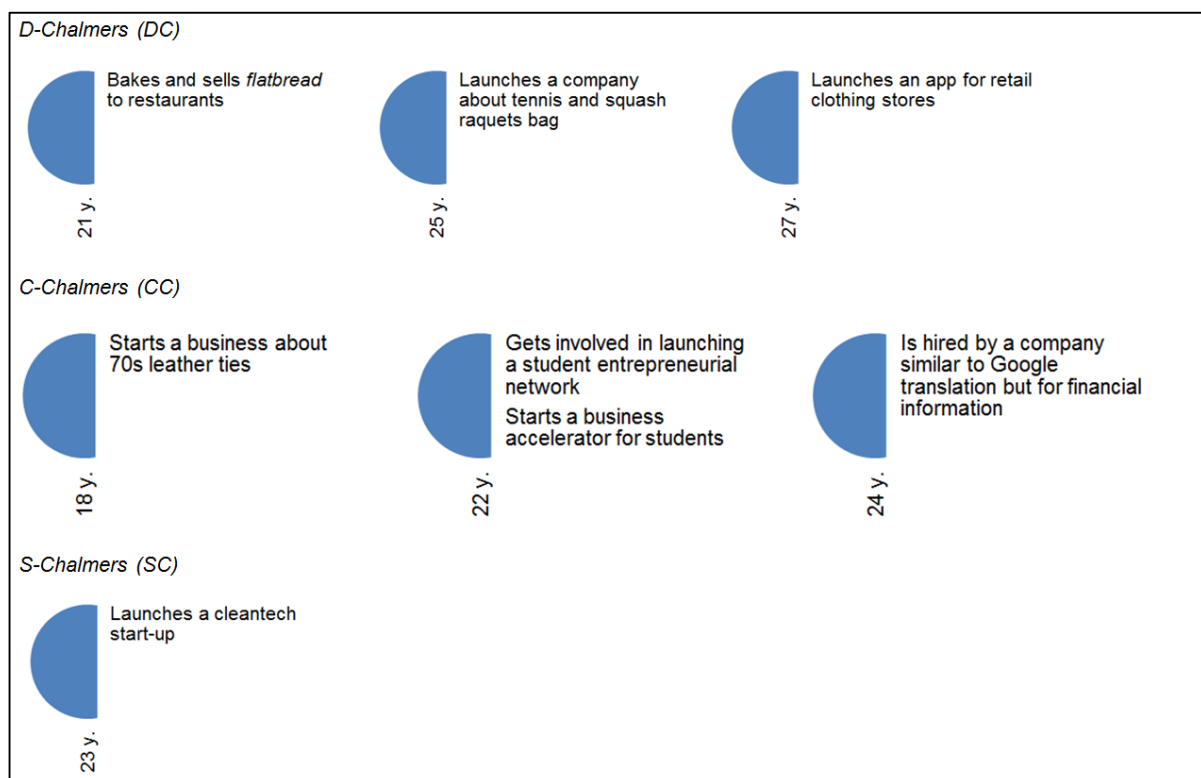 D-Chalmers (DC)
Bakes and sells flatbread
to restaurants
21 y.
Launches a company
about tennis and squash
raquets bag
25 y.
Launches an app for retail
clothing stores
27 y.
C-Chalmers (CC)
Starts a business about
70s leather ties
18 y.
Gets involved in launching
a student entrepreneurial
network
Starts a business
accelerator for students
22 y.
Is hired by a company
similar to Google
translation but for financial
information
24 y.
S-Chalmers (SC)
Launches a cleantech
start-up
23 y.